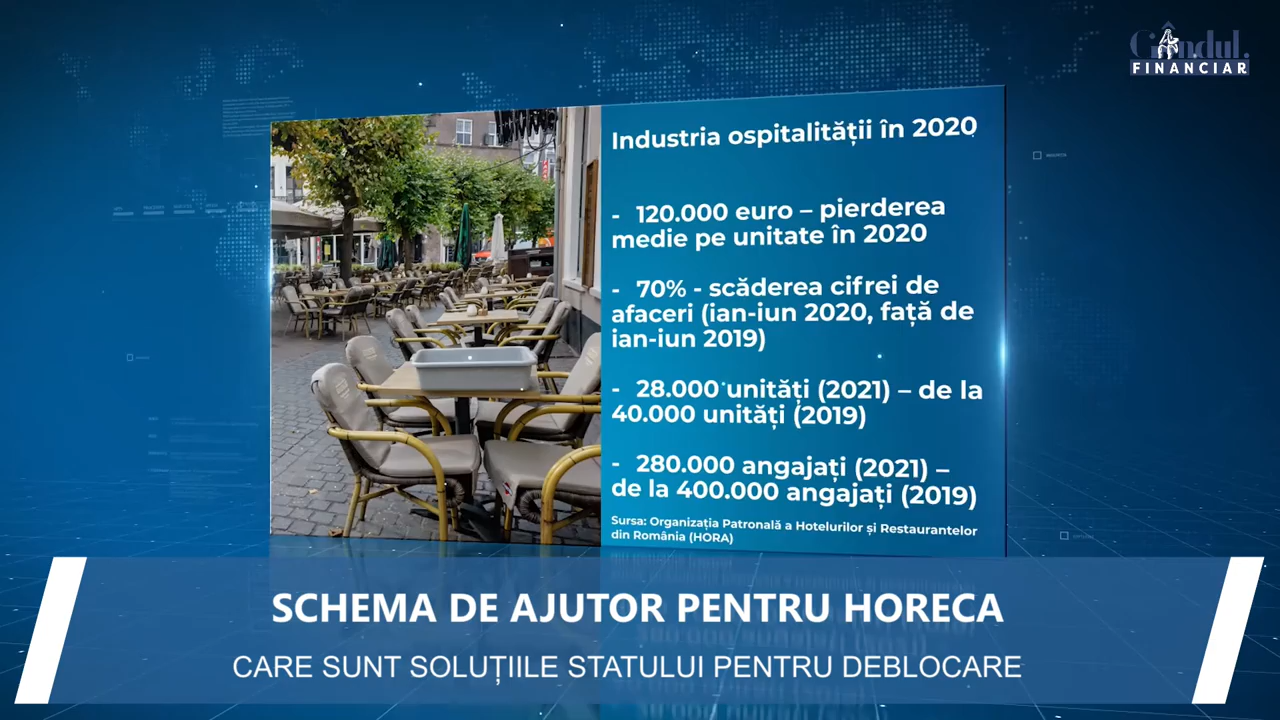 Gândul.
FINANCIAR
Industria ospitalității în 2020
- 120.000 euro – pierderea
medie pe unitate în 2020
- 70% - scăderea cifrei de
afaceri (ian-iun 2020, față de
ian-iun 2019)
- 28.000 unități (2021) – de la
40.000 unități (2019)
- 280.000 angajați (2021) –
de la 400.000 angajați (2019)
Sursa: Organizația Patronală a Hotelurilor și Restaurantelor
din România (HORA)
SCHEMA DE AJUTOR PENTRU HORECA
CARE SUNT SOLUȚIILE STATULUI PENTRU DEBLOCARE